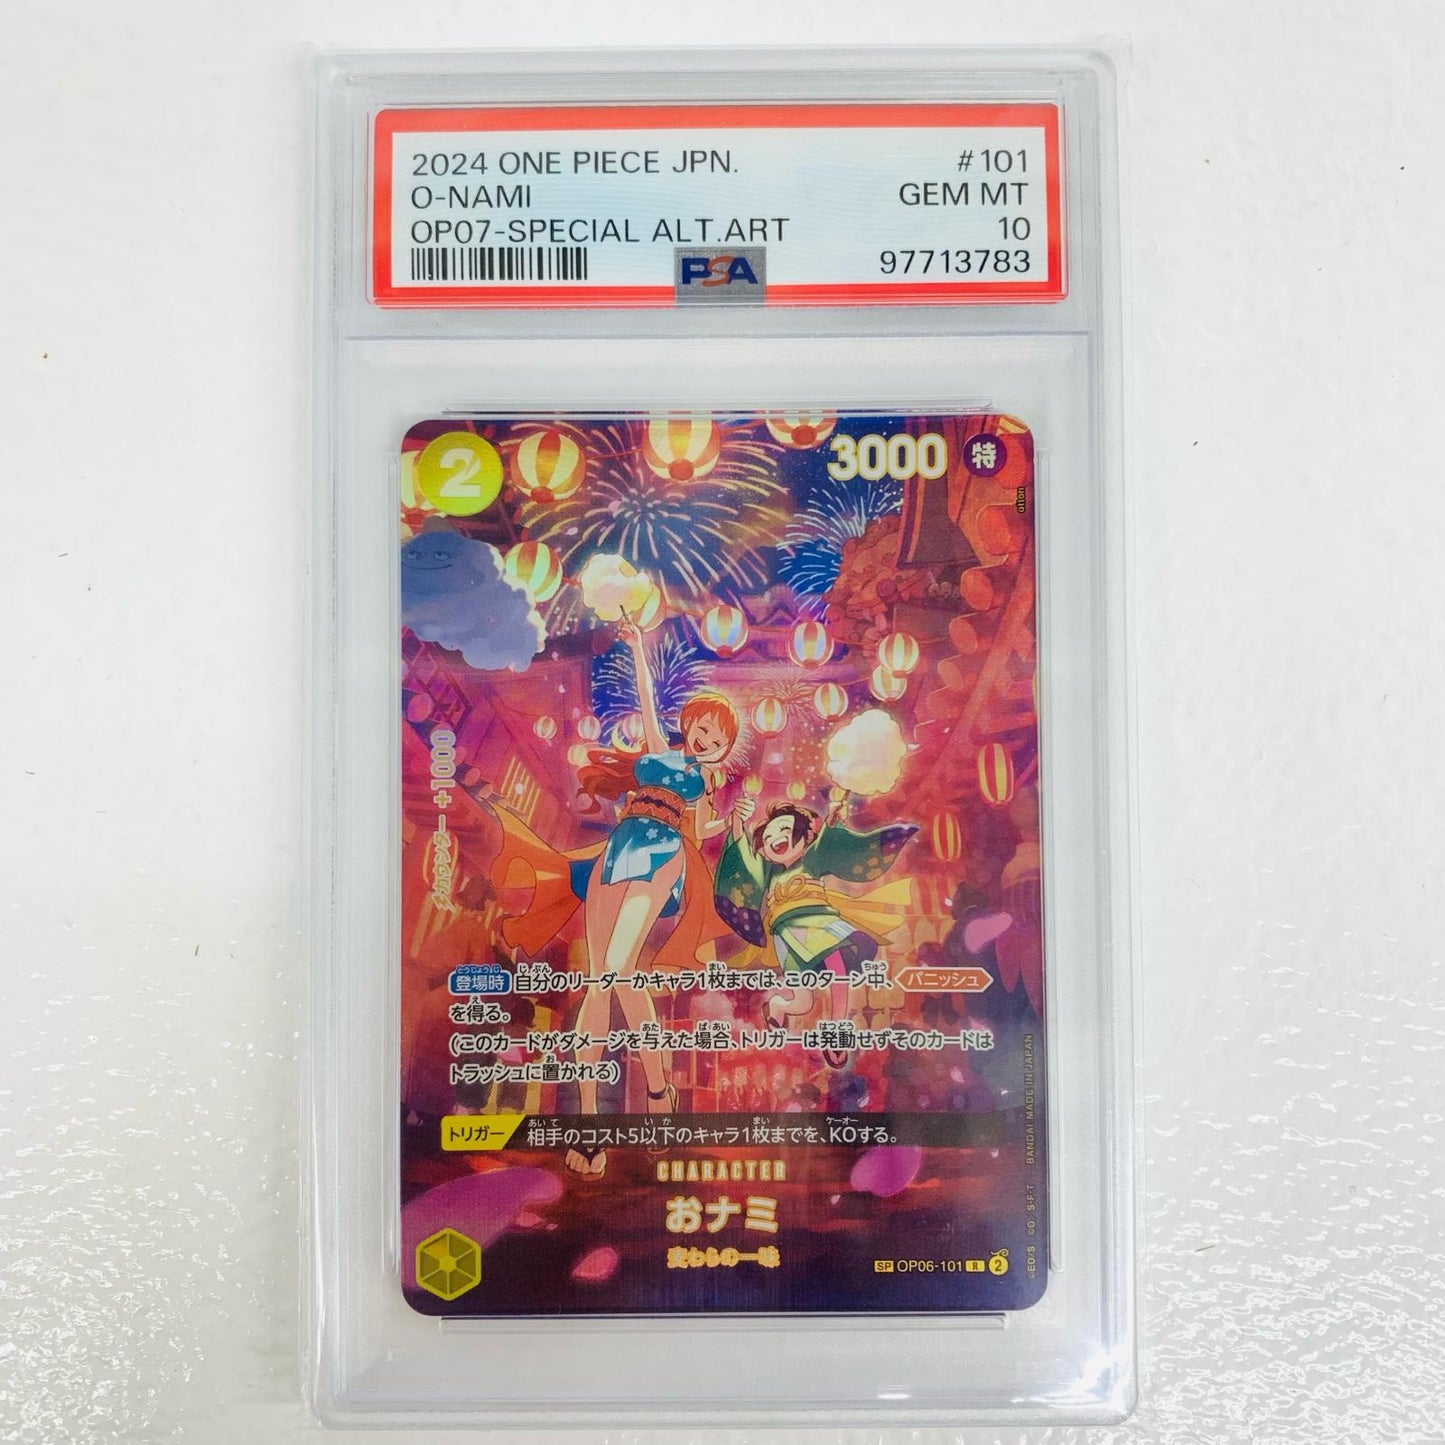 2024 ONE PIECE JPN. #101
O-NAMI GEM MT
OP07-SPECIAL ALT.ART 10
PSA 97713783
2 3000 特
otton
カウンター +1000
登場時 自分のリーダーかキャラ1枚までは、このターン中、バニッシュ
を得る。
(このカードがダメージを与えた場合、トリガーは発動せずそのカードは
トラッシュに置かれる)
トリガー 相手のコスト5以下のキャラ1枚までを、KOする。
CHARACTER
おナミ
麦わらの一味
SP OP06-101 R 2
©E.O/S. ©O/S・F・T BANDAI MADE IN JAPAN